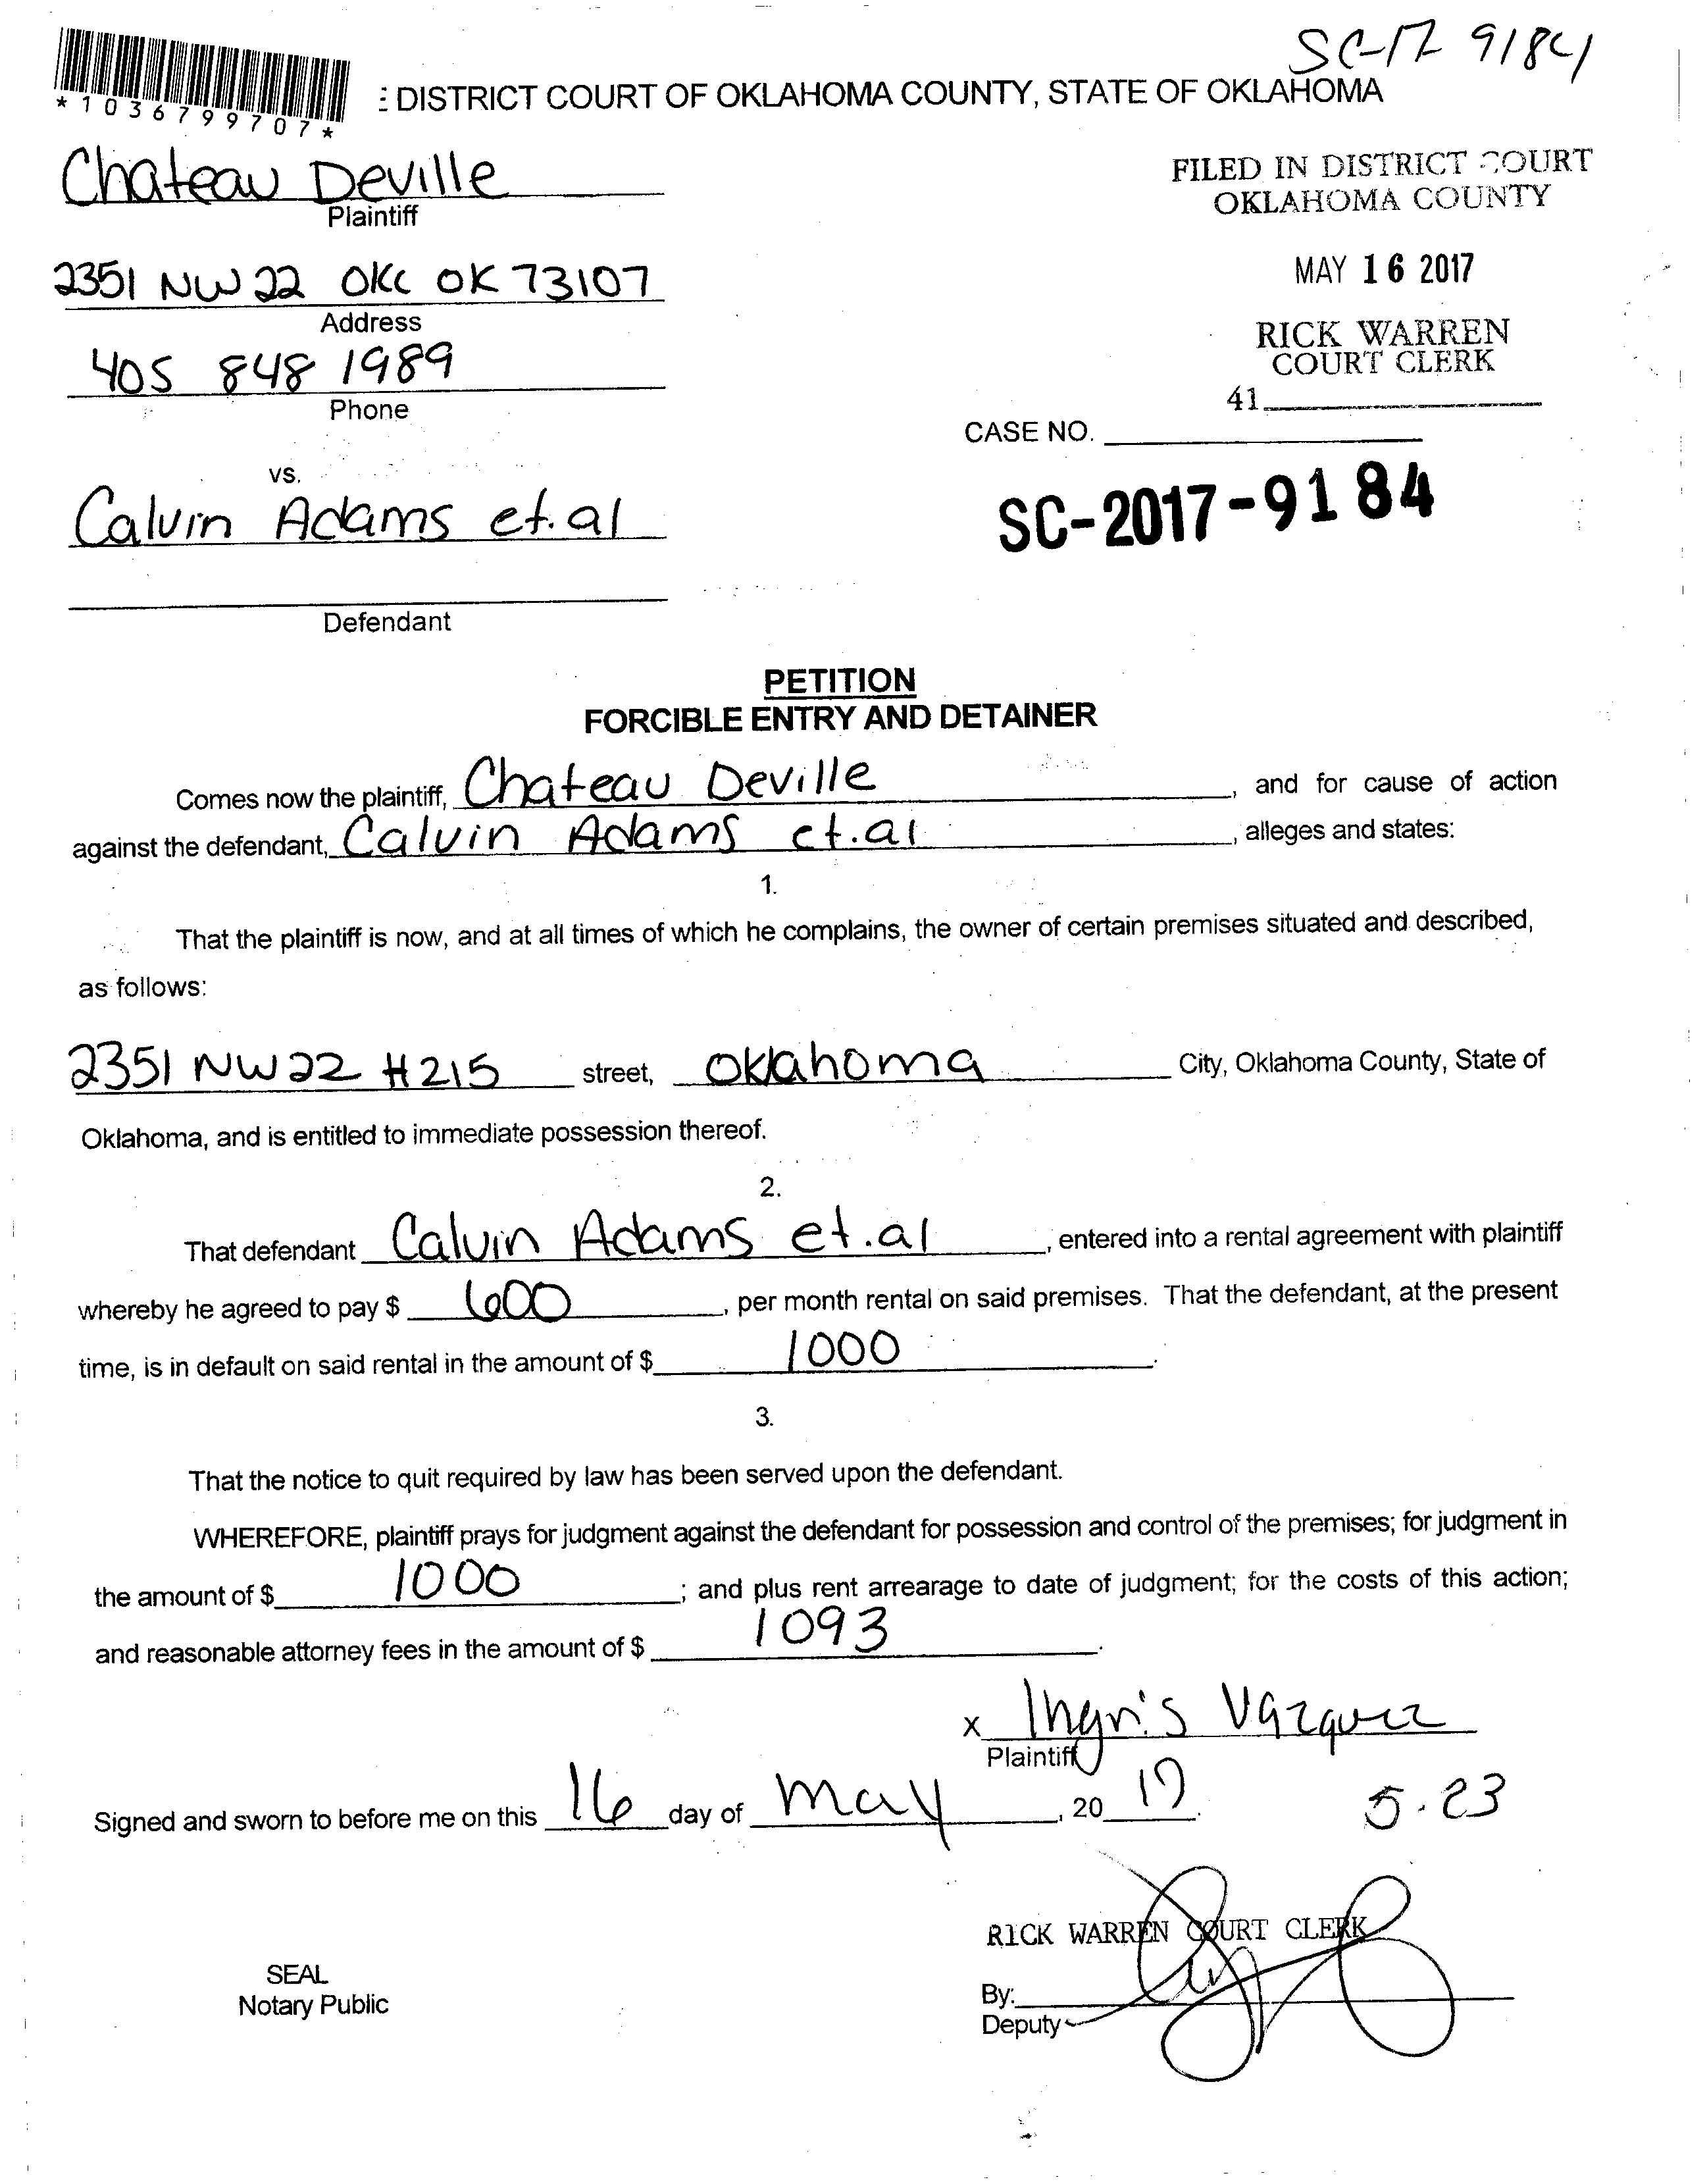 SC-17 9184
*1036799707*
: DISTRICT COURT OF OKLAHOMA COUNTY, STATE OF OKLAHOMA
Chateau Deville
Plaintiff
FILED IN DISTRICT COURT
OKLAHOMA COUNTY
2351 NW 22 OKC OK 73107
Address
MAY 16 2017
405 848 1989
Phone
RICK WARREN
COURT CLERK
41
CASE NO.
vs.
Calvin Adams et.al
SC-2017-9184
Defendant
PETITION
FORCIBLE ENTRY AND DETAINER
Comes now the plaintiff, Chateau Deville, and for cause of action
against the defendant, Calvin Adams et.al, alleges and states:
1.
That the plaintiff is now, and at all times of which he complains, the owner of certain premises situated and described,
as follows:
2351 NW 22 #215 street, Oklahoma City, Oklahoma County, State of
Oklahoma, and is entitled to immediate possession thereof.
2.
That defendant Calvin Adams et.al, entered into a rental agreement with plaintiff
whereby he agreed to pay $ 600, per month rental on said premises. That the defendant, at the present
time, is in default on said rental in the amount of $ 1000.
3.
That the notice to quit required by law has been served upon the defendant.
WHEREFORE, plaintiff prays for judgment against the defendant for possession and control of the premises; for judgment in
the amount of $ 1000; and plus rent arrearage to date of judgment; for the costs of this action;
and reasonable attorney fees in the amount of $ 1093.
x Ingris Vazquez
Plaintiff
Signed and sworn to before me on this 16 day of May, 2017.
5.23
RICK WARREN COURT CLERK
SEAL
Notary Public
By:
Deputy